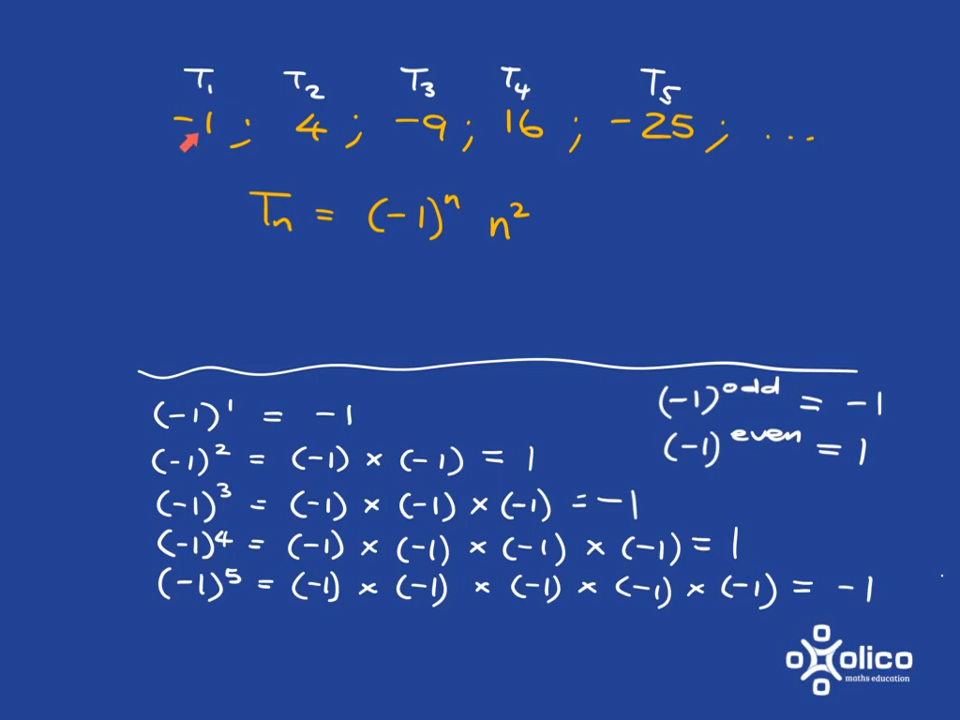 T₁ T₂ T₃ T₄ T₅
-1 ; 4 ; -9 ; 16 ; -25 ; ...
Tₙ = (-1)ⁿ n²
(-1)ᵒᵈᵈ = -1
(-1)ᵉᵛᵉⁿ = 1
(-1)¹ = -1
(-1)² = (-1) × (-1) = 1
(-1)³ = (-1) × (-1) × (-1) = -1
(-1)⁴ = (-1) × (-1) × (-1) × (-1) = 1
(-1)⁵ = (-1) × (-1) × (-1) × (-1) × (-1) = -1
olico
maths education